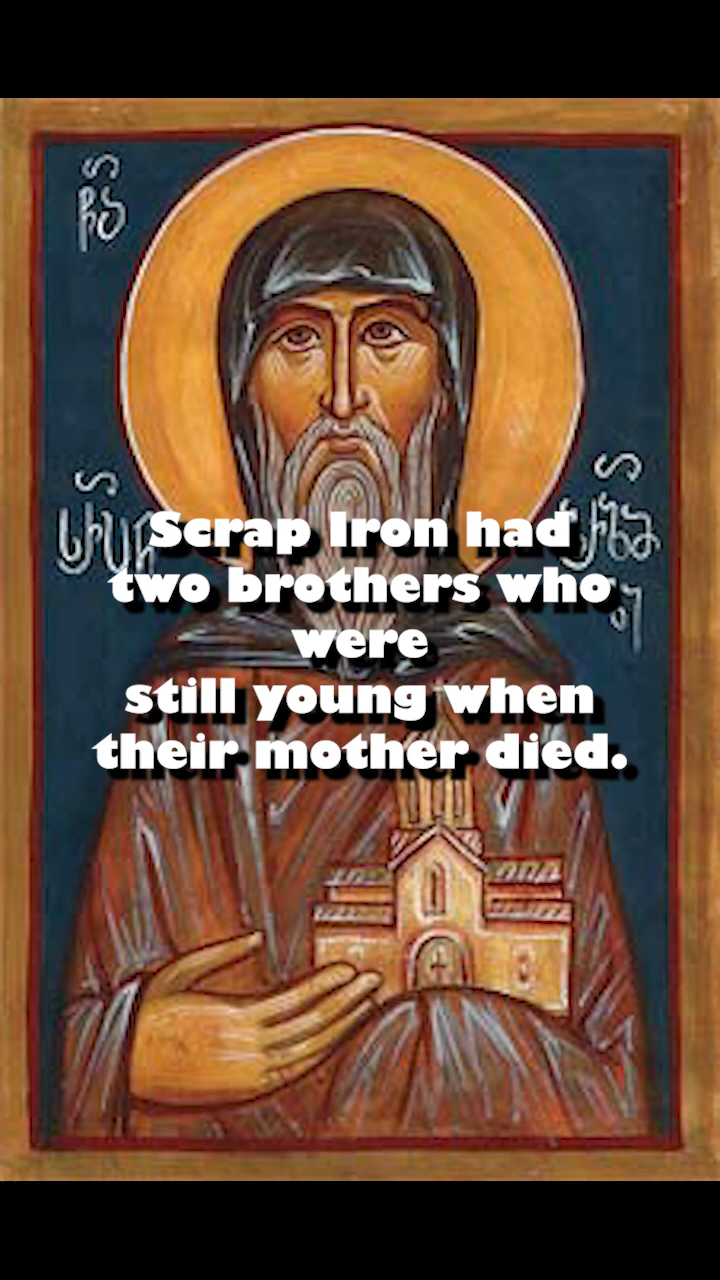 Scrap Iron had
two brothers who
were
still young when
their mother died.